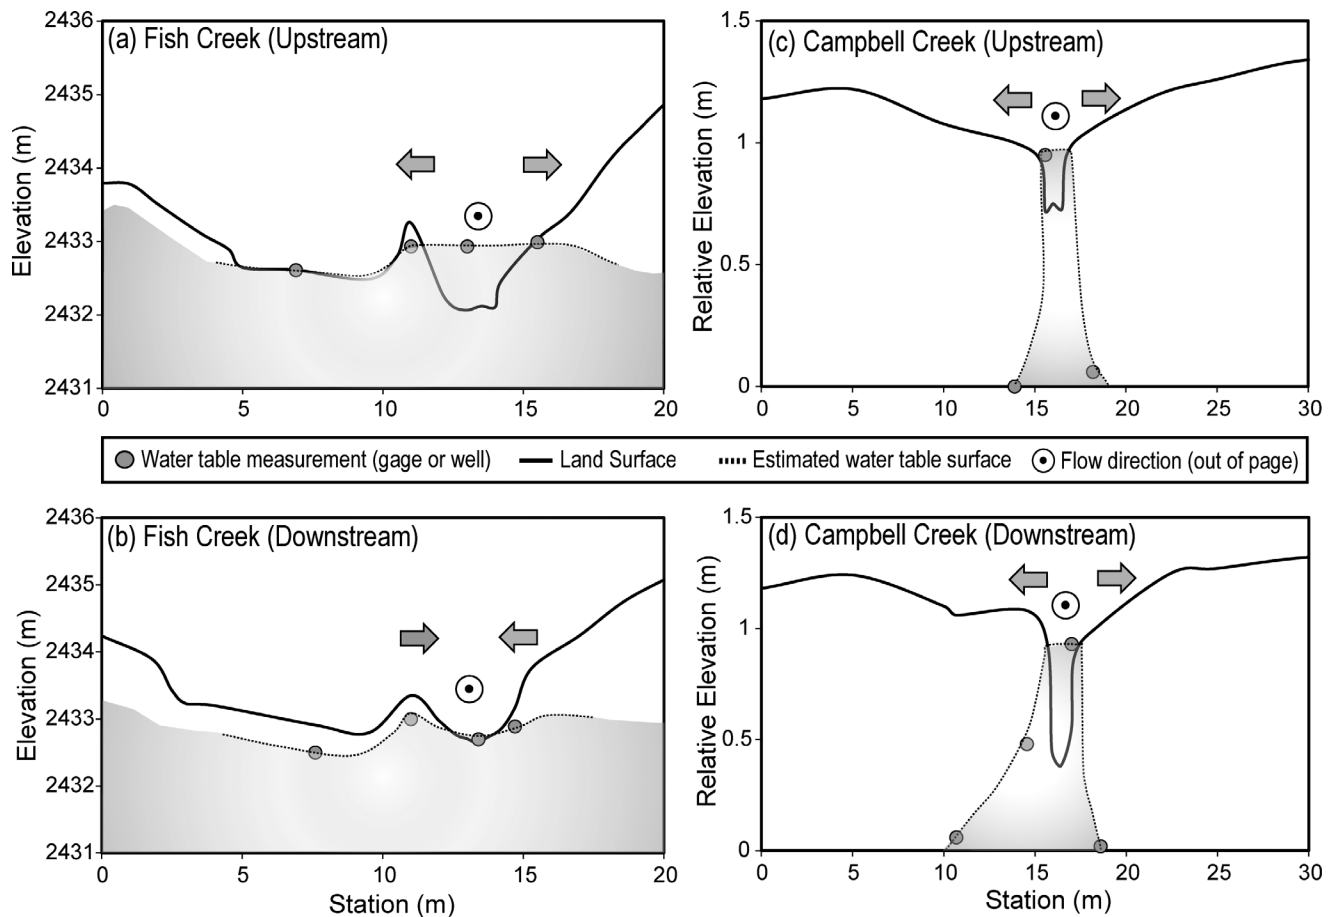 (a) Fish Creek (Upstream)
Elevation (m)
2436
2435
2434
2433
2432
2431
0 5 10 15 20
(c) Campbell Creek (Upstream)
Relative Elevation (m)
1.5
1
0.5
0
0 5 10 15 20 25 30
Water table measurement (gage or well) Land Surface Estimated water table surface Flow direction (out of page)
(b) Fish Creek (Downstream)
Elevation (m)
2436
2435
2434
2433
2432
2431
0 5 10 15 20
Station (m)
(d) Campbell Creek (Downstream)
Relative Elevation (m)
1.5
1
0.5
0
0 5 10 15 20 25 30
Station (m)